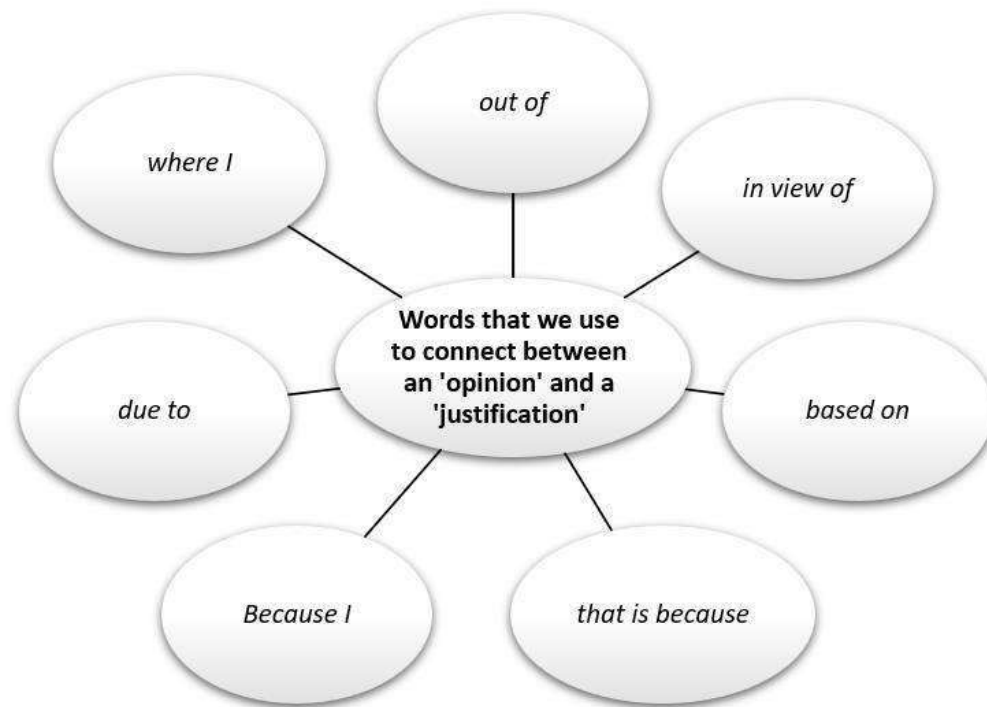 out of
where I
in view of
Words that we use
to connect between
an 'opinion' and a
'justification'
due to
based on
Because I
that is because